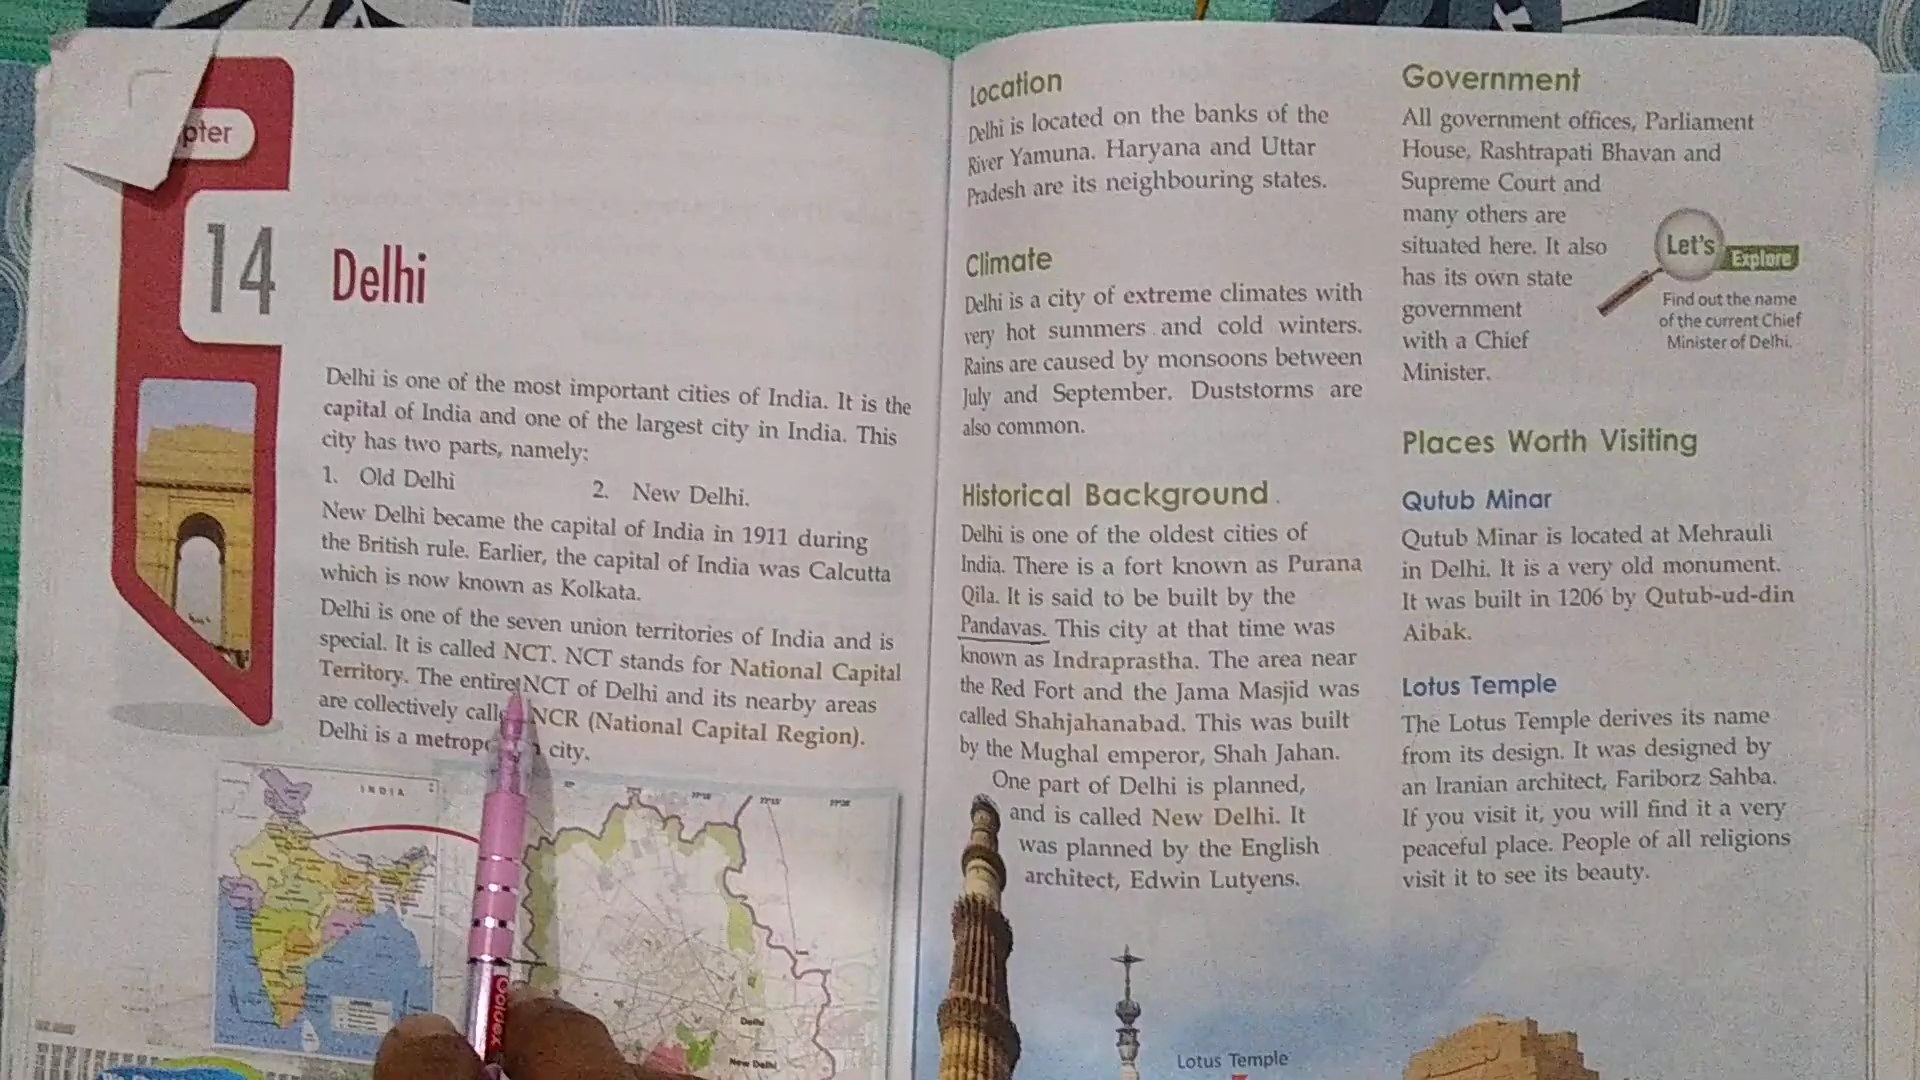 pter
14
Delhi
Delhi is one of the most important cities of India. It is the
capital of India and one of the largest city in India. This
city has two parts, namely:
1. Old Delhi
2. New Delhi.
New Delhi became the capital of India in 1911 during
the British rule. Earlier, the capital of India was Calcutta
which is now known as Kolkata.
Delhi is one of the seven union territories of India and is
special. It is called NCT. NCT stands for National Capital
Territory. The entire NCT of Delhi and its nearby areas
are collectively calle NCR (National Capital Region).
Delhi is a metrop n city.
INDIA
Delhi
New Delhi
Goldex
Location
Delhi is located on the banks of the
River Yamuna. Haryana and Uttar
Pradesh are its neighbouring states.
Climate
Delhi is a city of extreme climates with
very hot summers and cold winters.
Rains are caused by monsoons between
July and September. Duststorms are
also common.
Historical Background
Delhi is one of the oldest cities of
India. There is a fort known as Purana
Qila. It is said to be built by the
Pandavas. This city at that time was
known as Indraprastha. The area near
the Red Fort and the Jama Masjid was
called Shahjahanabad. This was built
by the Mughal emperor, Shah Jahan.
One part of Delhi is planned,
and is called New Delhi. It
was planned by the English
architect, Edwin Lutyens.
Lotus Temple
Government
All government offices, Parliament
House, Rashtrapati Bhavan and
Supreme Court and
many others are
situated here. It also
has its own state
government
with a Chief
Minister.
Let's Explore
Find out the name
of the current Chief
Minister of Delhi.
Places Worth Visiting
Qutub Minar
Qutub Minar is located at Mehrauli
in Delhi. It is a very old monument.
It was built in 1206 by Qutub-ud-din
Aibak.
Lotus Temple
The Lotus Temple derives its name
from its design. It was designed by
an Iranian architect, Fariborz Sahba.
If you visit it, you will find it a very
peaceful place. People of all religions
visit it to see its beauty.